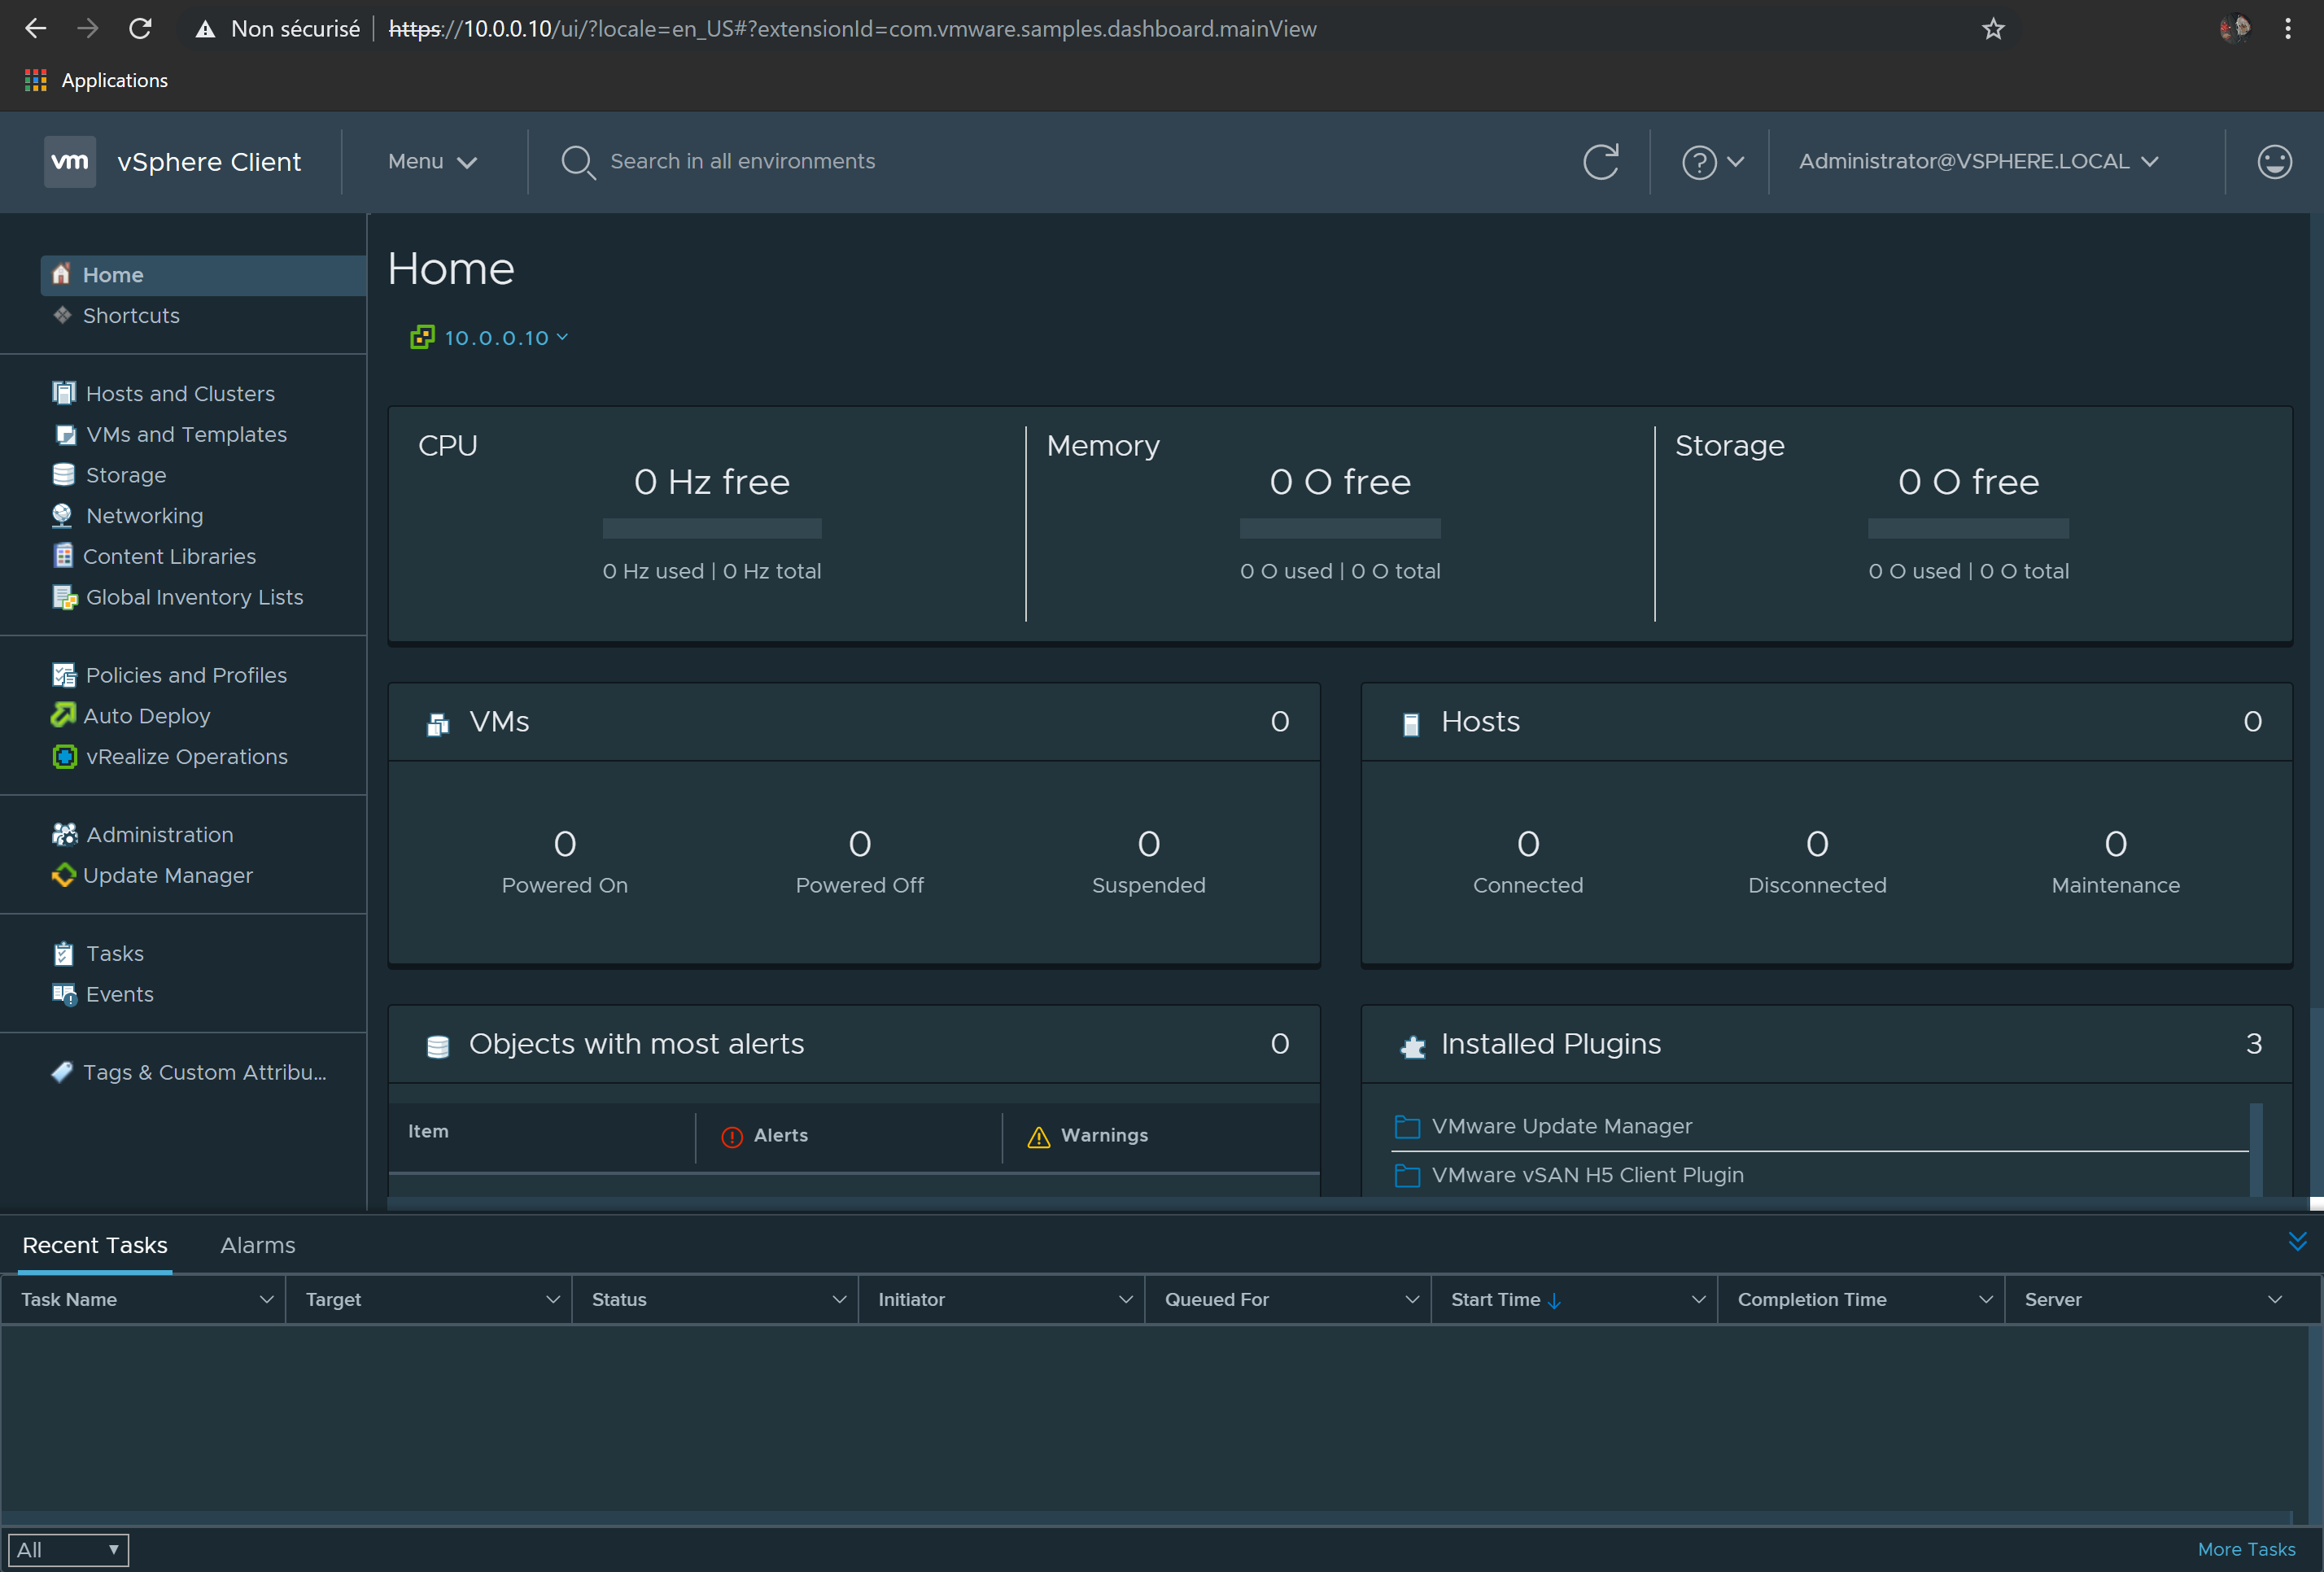 Non sécurisé https://10.0.0.10/ui/?locale=en_US#?extensionId=com.vmware.samples.dashboard.mainView
Applications
vm vSphere Client Menu Search in all environments ? Administrator@VSPHERE.LOCAL
Home
Shortcuts
Hosts and Clusters
VMs and Templates
Storage
Networking
Content Libraries
Global Inventory Lists
Policies and Profiles
Auto Deploy
vRealize Operations
Administration
Update Manager
Tasks
Events
Tags & Custom Attribu...
Home
10.0.0.10
CPU
0 Hz free
0 Hz used | 0 Hz total
Memory
0 O free
0 O used | 0 O total
Storage
0 O free
0 O used | 0 O total
VMs 0
0 0 0
Powered On Powered Off Suspended
Hosts 0
0 0 0
Connected Disconnected Maintenance
Objects with most alerts 0
Item Alerts Warnings
Installed Plugins 3
VMware Update Manager
VMware vSAN H5 Client Plugin
Recent Tasks Alarms
Task Name Target Status Initiator Queued For Start Time Completion Time Server
All More Tasks